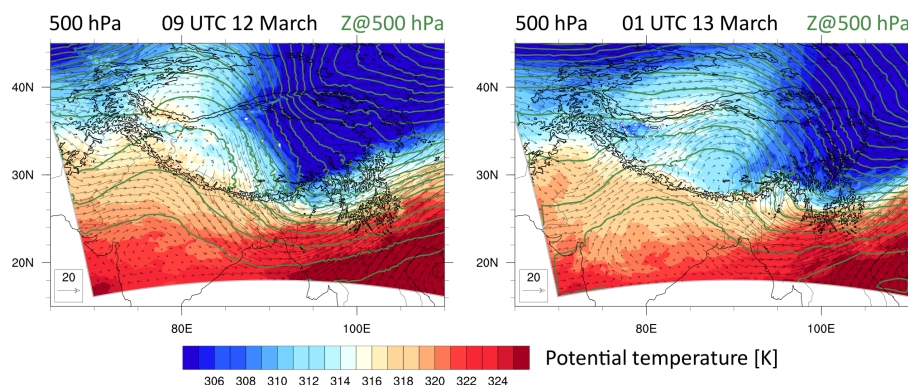 500 hPa 09 UTC 12 March Z@500 hPa
500 hPa 01 UTC 13 March Z@500 hPa
40N
30N
20N
20
80E 100E
40N
30N
20N
20
80E 100E
306 308 310 312 314 316 318 320 322 324
Potential temperature [K]